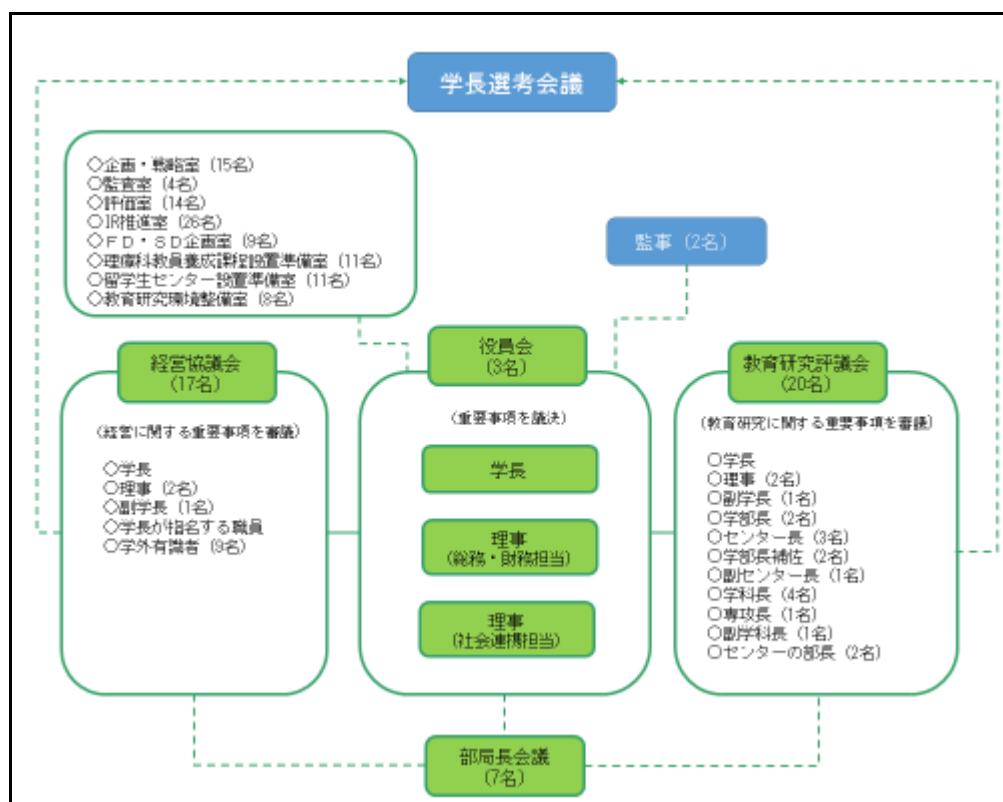 学長選考会議
◇企画・戦略室（15名）
◇監査室（4名）
◇評価室（14名）
◇IR推進室（26名）
◇ＦＤ・ＳＤ企画室（9名）
◇理療科教員養成課程設置準備室（11名）
◇留学生センター設置準備室（11名）
◇教育研究環境整備室（8名）
監事（2名）
経営協議会
（17名）
（経営に関する重要事項を審議）
◇学長
◇理事（2名）
◇副学長（1名）
◇学長が指名する職員
◇学外有識者（9名）
役員会
（3名）
（重要事項を議決）
学長
理事
（総務・財務担当）
理事
（社会連携担当）
教育研究評議会
（20名）
（教育研究に関する重要事項を審議）
○学長
○理事（2名）
○副学長（1名）
○学部長（2名）
○センター長（3名）
○学部長補佐（2名）
○副センター長（1名）
○学科長（4名）
○専攻長（1名）
○副学科長（1名）
○センターの部長（2名）
部局長会議
（7名）